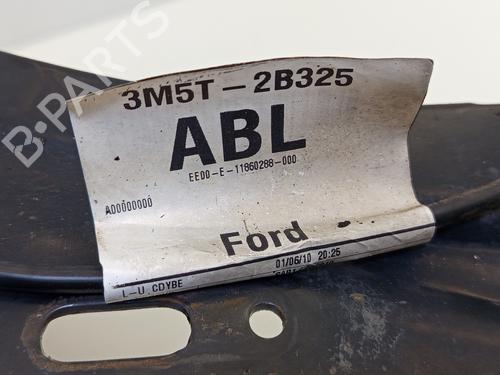 B-PARTS
3M5T-2B325
ABL
EE00-E-11860288-000
A00000000
Ford
01/06/10 20:25
L-U.CDYBE